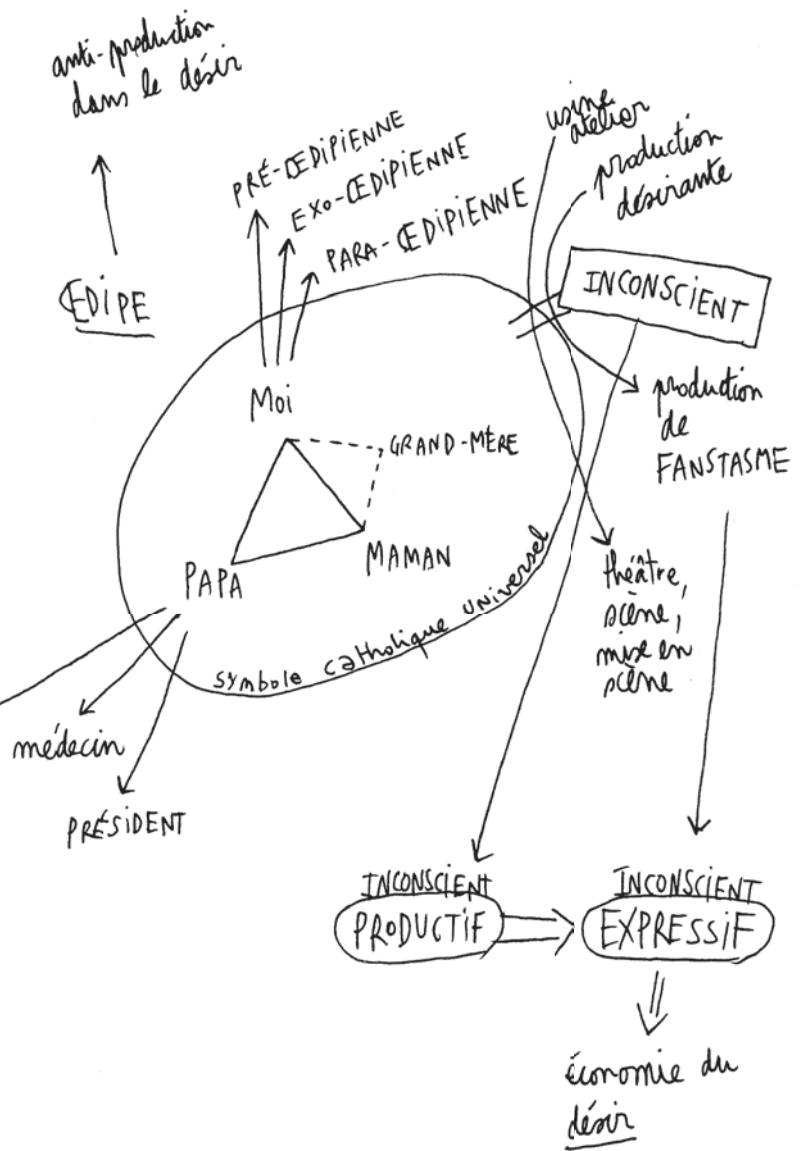 anti-production
dans le désir
ŒDIPE
PRÉ-ŒDIPIENNE
EXO-ŒDIPIENNE
PARA-ŒDIPIENNE
usine
atelier
production
désirante
INCONSCIENT
Moi
GRAND-MÈRE
PAPA
MAMAN
symbole catholique universel
production
de
FANSTASME
théâtre,
scène,
mise en
scène
médecin
PRÉSIDENT
INCONSCIENT
PRODUCTIF
INCONSCIENT
EXPRESSIF
économie du
désir